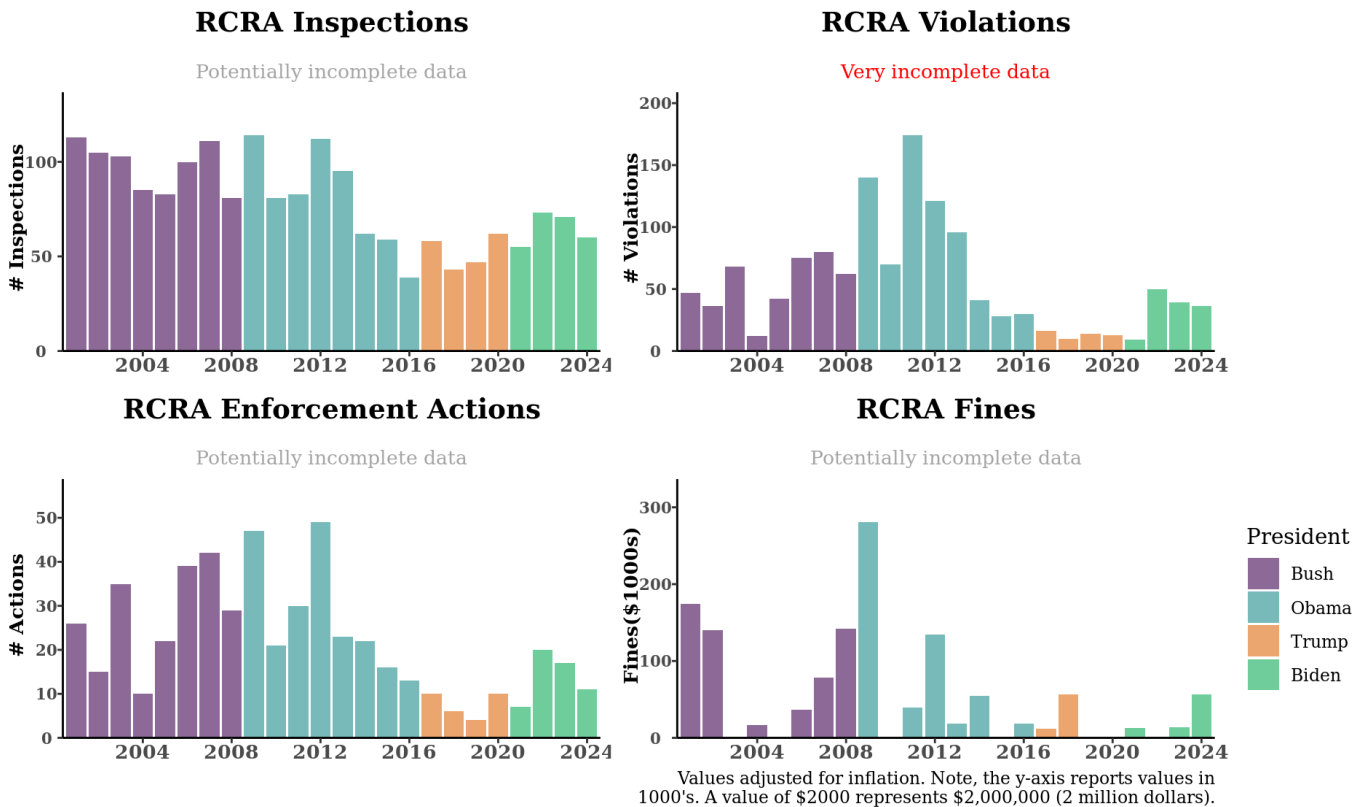 RCRA Inspections
Potentially incomplete data
# Inspections
100
50
0
2004 2008 2012 2016 2020 2024
RCRA Violations
Very incomplete data
# Violations
200
150
100
50
0
2004 2008 2012 2016 2020 2024
RCRA Enforcement Actions
Potentially incomplete data
# Actions
50
40
30
20
10
0
2004 2008 2012 2016 2020 2024
RCRA Fines
Potentially incomplete data
Fines($1000s)
300
200
100
0
2004 2008 2012 2016 2020 2024
President
Bush
Obama
Trump
Biden
Values adjusted for inflation. Note, the y-axis reports values in
1000's. A value of $2000 represents $2,000,000 (2 million dollars).